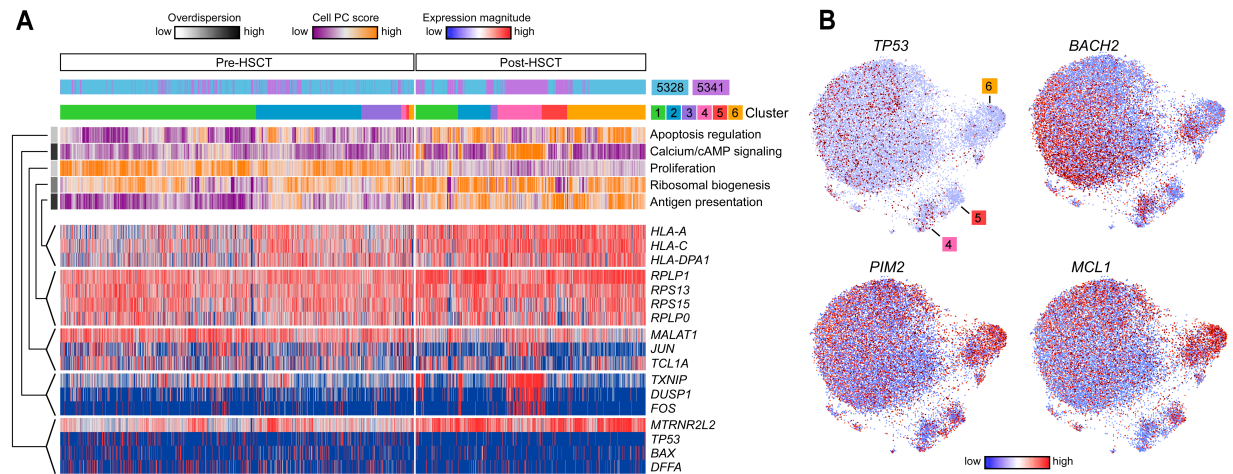 A
Overdispersion
low high
Cell PC score
low high
Expression magnitude
low high
Pre-HSCT Post-HSCT
5328 5341
1 2 3 4 5 6 Cluster
Apoptosis regulation
Calcium/cAMP signaling
Proliferation
Ribosomal biogenesis
Antigen presentation
HLA-A
HLA-C
HLA-DPA1
RPLP1
RPS13
RPS15
RPLP0
MALAT1
JUN
TCL1A
TXNIP
DUSP1
FOS
MTRNR2L2
TP53
BAX
DFFA
B
TP53
6
5
4
BACH2
PIM2
MCL1
low high